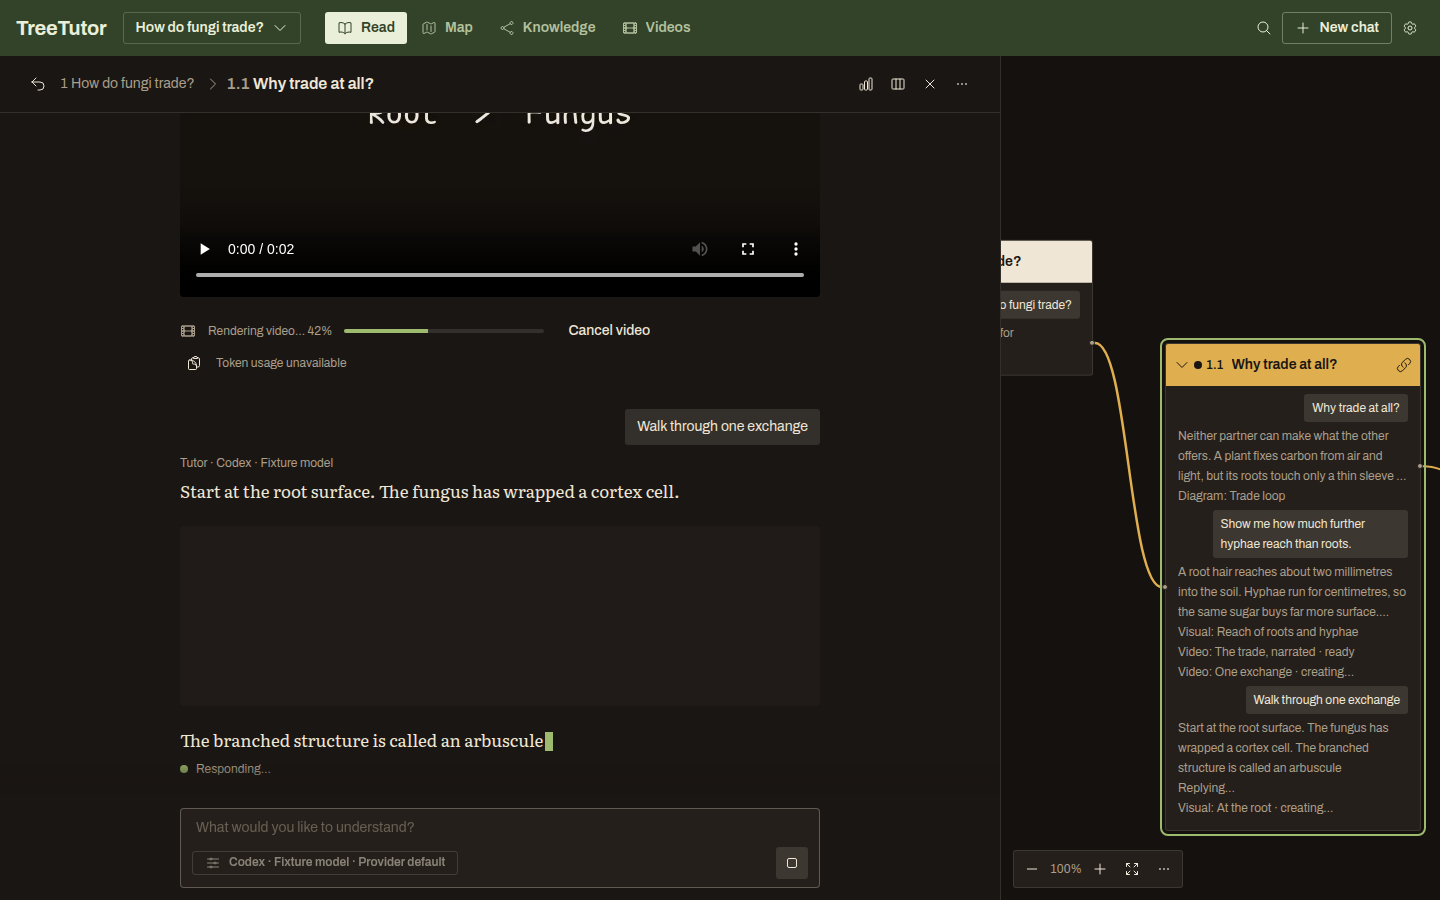 TreeTutor
How do fungi trade?
Read
Map
Knowledge
Videos
New chat
1 How do fungi trade?
1.1 Why trade at all?
Root > Fungus
0:00 / 0:02
Rendering video... 42%
Cancel video
Token usage unavailable
Walk through one exchange
Tutor · Codex · Fixture model
Start at the root surface. The fungus has wrapped a cortex cell.
The branched structure is called an arbuscule
Responding...
What would you like to understand?
Codex · Fixture model · Provider default
de?
o fungi trade?
for
1.1 Why trade at all?
Why trade at all?
Neither partner can make what the other
offers. A plant fixes carbon from air and
light, but its roots touch only a thin sleeve ...
Diagram: Trade loop
Show me how much further
hyphae reach than roots.
A root hair reaches about two millimetres
into the soil. Hyphae run for centimetres, so
the same sugar buys far more surface....
Visual: Reach of roots and hyphae
Video: The trade, narrated · ready
Video: One exchange · creating...
Walk through one exchange
Start at the root surface. The fungus has
wrapped a cortex cell. The branched
structure is called an arbuscule
Replying...
Visual: At the root · creating...
100%